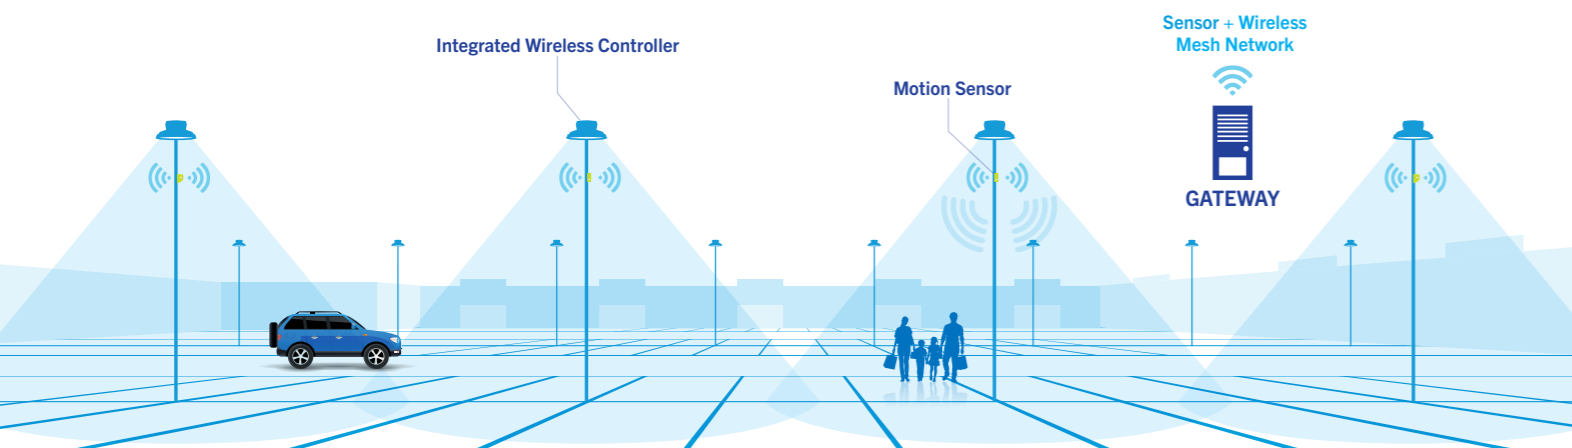 Sensor + Wireless
Mesh Network
Integrated Wireless Controller
Motion Sensor
GATEWAY